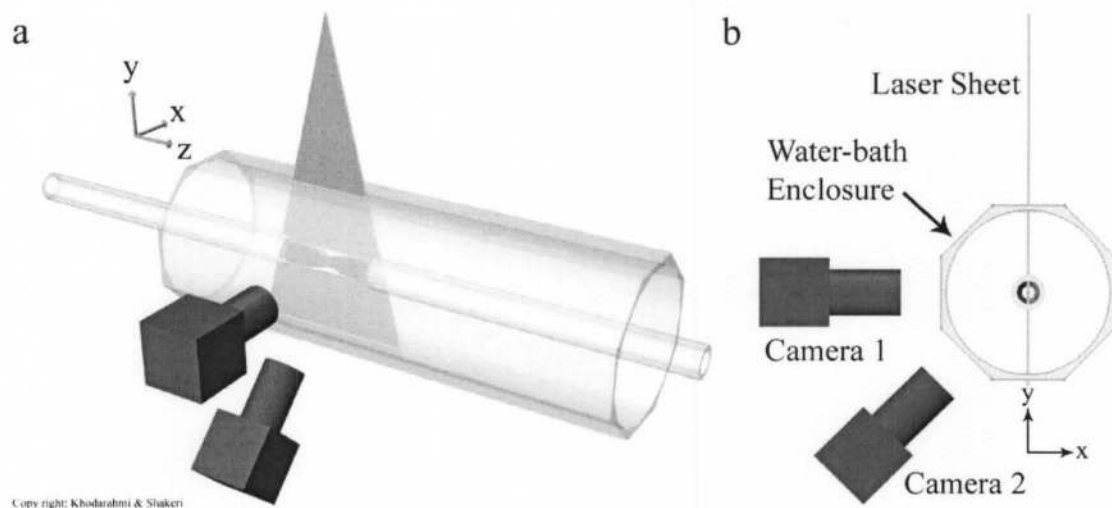 a
y
x
z
Copy right: Khodarahmi & Shakeri
b
Laser Sheet
Water-bath
Enclosure
Camera 1
y
x
Camera 2